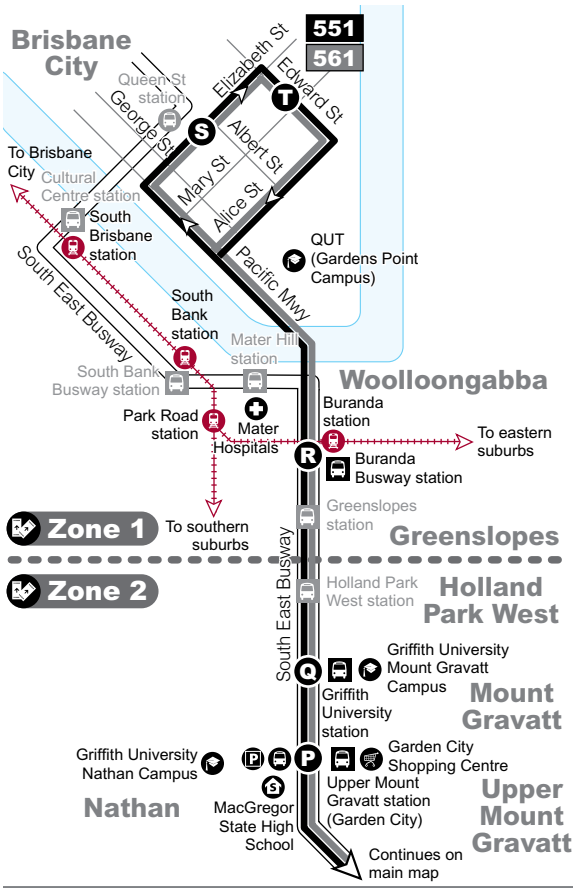 551
561
Brisbane
City
Elizabeth St
Edward St
Queen St
station
George St
T
S
Albert St
Mary St
Alice St
To Brisbane
City
Cultural
Centre station
South
Brisbane
station
QUT
(Gardens Point
Campus)
Pacific Mwy
South East Busway
South
Bank
station
Mater Hill
station
South Bank
Busway station
Woolloongabba
Buranda
station
Park Road
station
Mater
Hospitals
To eastern
suburbs
R
Buranda
Busway station
Greenslopes
station
Zone 1
To southern
suburbs
Greenslopes
Zone 2
South East Busway
Holland Park
West station
Holland
Park West
Q
Griffith University
Mount Gravatt
Campus
Griffith
University
station
Mount
Gravatt
Griffith University
Nathan Campus
P
P
Garden City
Shopping Centre
Upper Mount
Gravatt station
(Garden City)
S
MacGregor
State High
School
Nathan
Upper
Mount
Gravatt
Continues on
main map